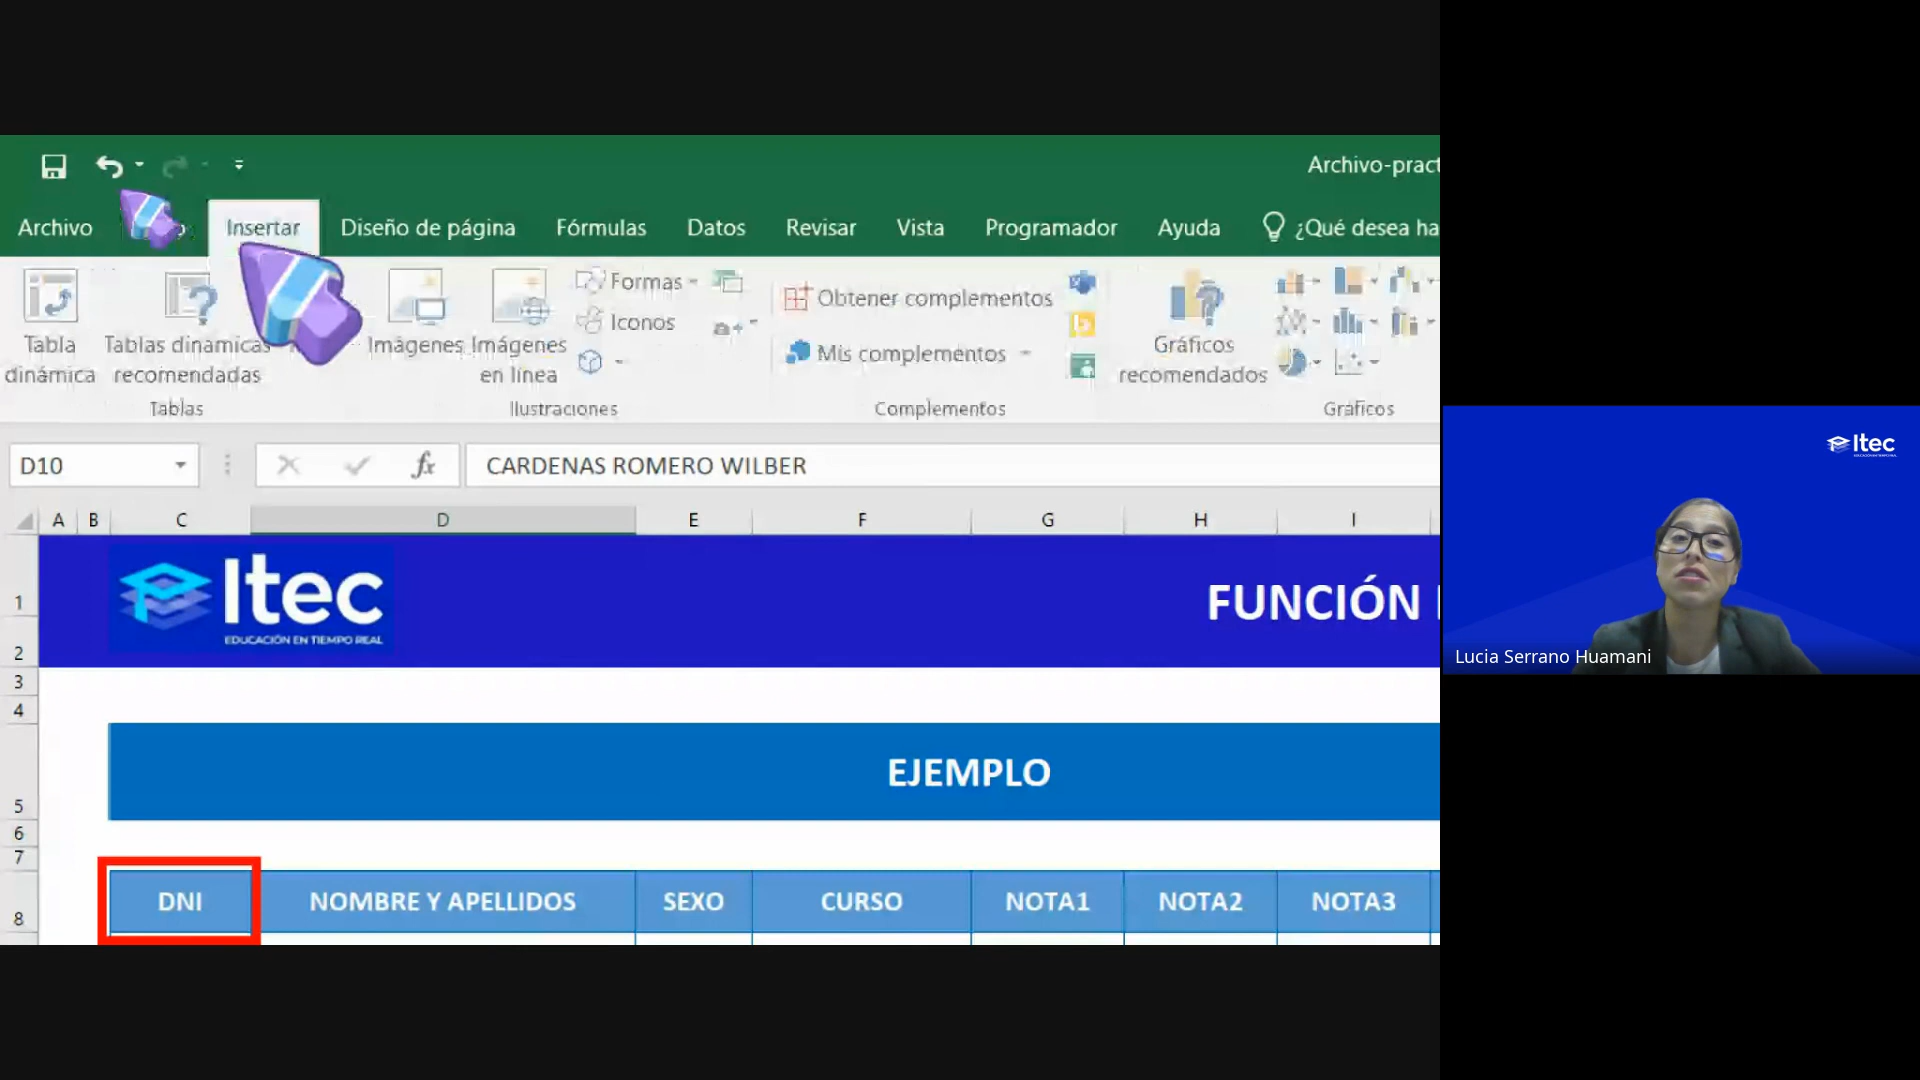 Archivo-pract
Archivo Insertar Diseño de página Fórmulas Datos Revisar Vista Programador Ayuda ¿Qué desea ha
Tabla dinámica
Tablas dinámicas recomendadas
Imágenes
Imágenes en línea
Formas
Iconos
Obtener complementos
Mis complementos
Gráficos recomendados
Tablas Ilustraciones Complementos Gráficos
D10 fx CARDENAS ROMERO WILBER
A B C D E F G H I
1
2
3
4
5
6
7
8
Itec
EDUCACIÓN EN TIEMPO REAL
FUNCIÓN
EJEMPLO
DNI NOMBRE Y APELLIDOS SEXO CURSO NOTA1 NOTA2 NOTA3
Itec
Lucia Serrano Huamani